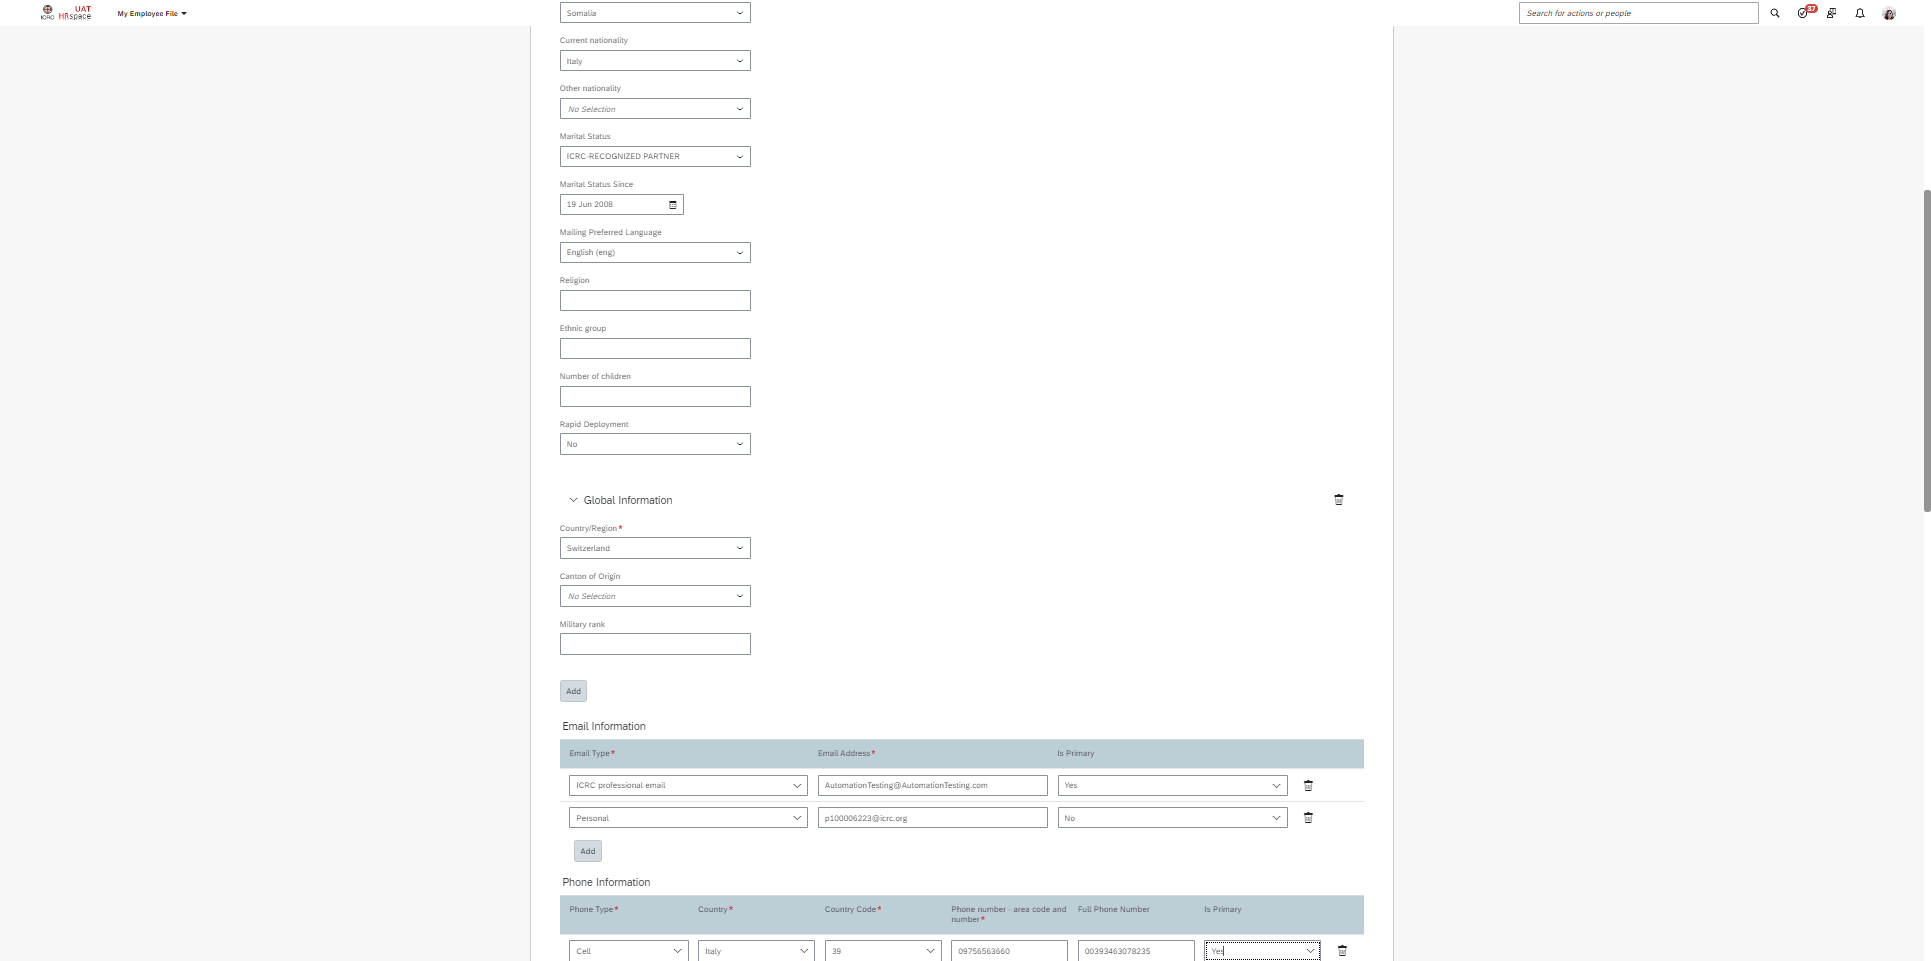 ICRC
UAT
HRspace
My Employee File
Search for actions or people
37
Somalia
Current nationality
Italy
Other nationality
No Selection
Marital Status
ICRC-RECOGNIZED PARTNER
Marital Status Since
19 Jun 2008
Mailing Preferred Language
English (eng)
Religion
Ethnic group
Number of children
Rapid Deployment
No
Global Information
Country/Region*
Switzerland
Canton of Origin
No Selection
Military rank
Add
Email Information
Email Type* Email Address* Is Primary
ICRC professional email AutomationTesting@AutomationTesting.com Yes
Personal p100006223@icrc.org No
Add
Phone Information
Phone Type* Country* Country Code* Phone number - area code and Full Phone Number Is Primary
number*
Cell Italy 39 09756563660 00393463078235 Yes